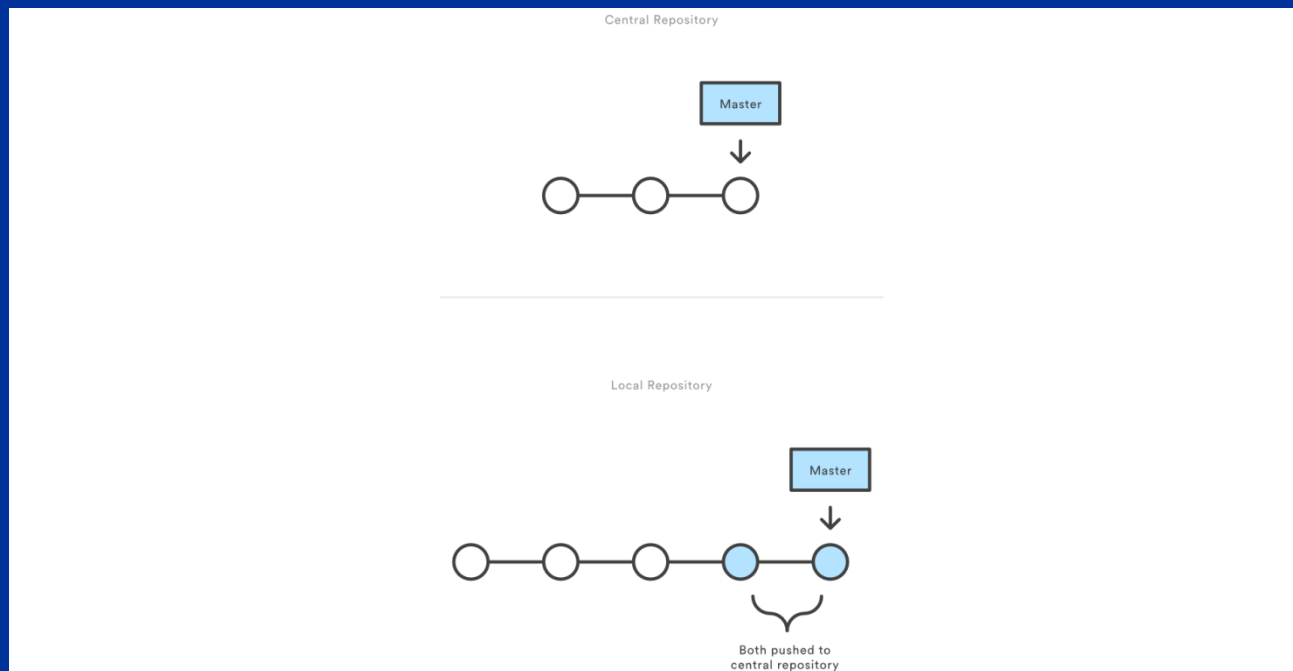 Central Repository
Master
Local Repository
Master
Both pushed to
central repository